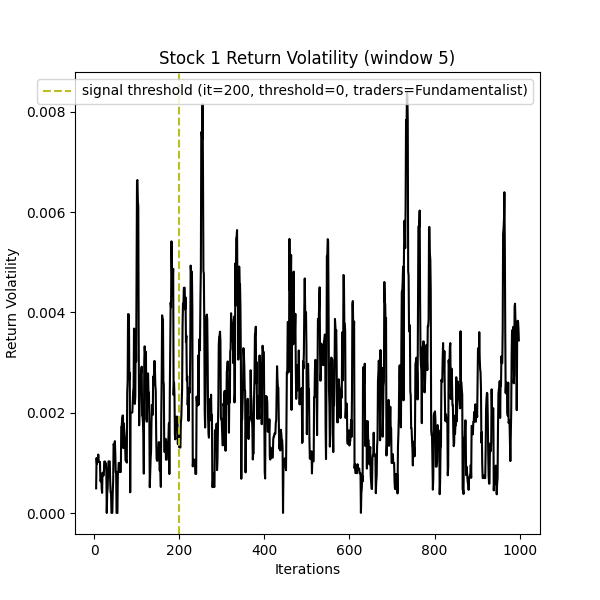 Stock 1 Return Volatility (window 5)
signal threshold (it=200, threshold=0, traders=Fundamentalist)
Return Volatility
0.008
0.006
0.004
0.002
0.000
0 200 400 600 800 1000
Iterations